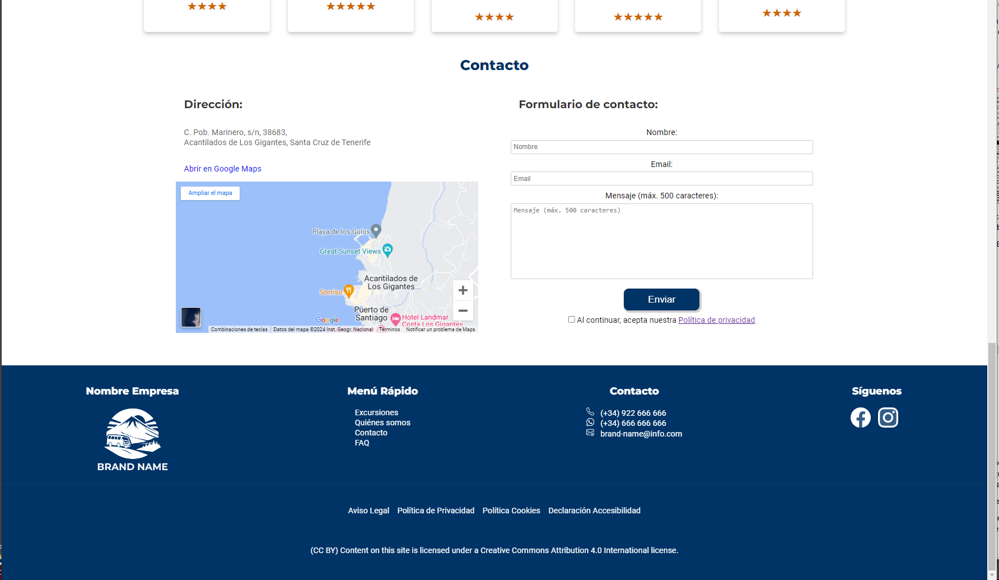 ★★★★
★★★★★
★★★★
★★★★★
★★★★
Contacto
Dirección:
C. Pob. Marinero, s/n, 38683,
Acantilados de Los Gigantes, Santa Cruz de Tenerife
Abrir en Google Maps
Ampliar el mapa
Playa de los Guíos
Great Sunset Views
Acantilados de
Los Gigantes
Sorriso
Puerto de
Santiago
Hotel Landmar
Costa Los Gigantes
Google
Combinaciones de teclas
Datos del mapa ©2024 Inst. Geogr. Nacional
Términos
Notificar un problema de Maps
Formulario de contacto:
Nombre:
Nombre
Email:
Email
Mensaje (máx. 500 caracteres):
Mensaje (máx. 500 caracteres)
Enviar
Al continuar, acepta nuestra Política de privacidad
Nombre Empresa
BRAND NAME
Menú Rápido
Excursiones
Quiénes somos
Contacto
FAQ
Contacto
(+34) 922 666 666
(+34) 666 666 666
brand-name@info.com
Síguenos
Aviso Legal Política de Privacidad Política Cookies Declaración Accesibilidad
(CC BY) Content on this site is licensed under a Creative Commons Attribution 4.0 International license.